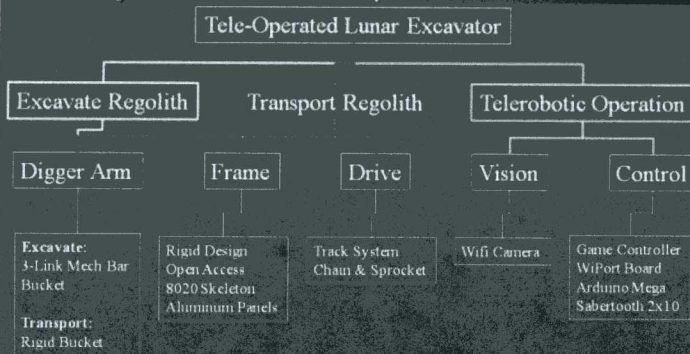 Tele-Operated Lunar Excavator
Excavate Regolith
Transport Regolith
Telerobotic Operation
Digger Arm
Frame
Drive
Vision
Control
Excavate:
3-Link Mech Bar
Bucket
Transport:
Rigid Bucket
Rigid Design
Open Access
8020 Skeleton
Aluminum Panels
Track System
Chain & Sprocket
Wifi Camera
Game Controller
WiPort Board
Arduino Mega
Sabertooth 2x10